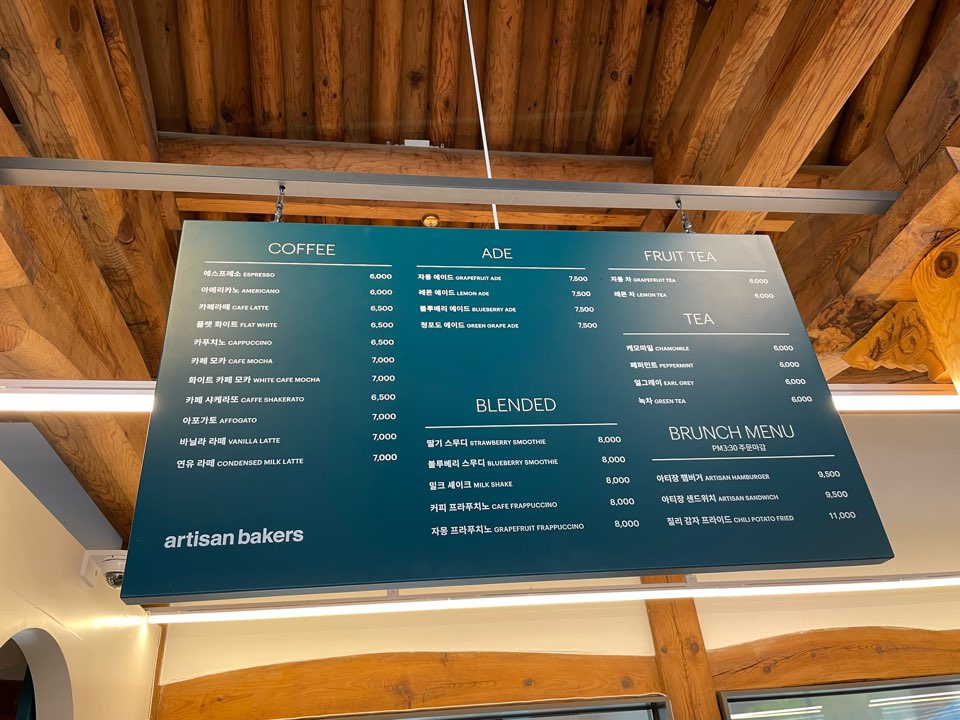 COFFEE
에스프레소 ESPRESSO 6,000
아메리카노 AMERICANO 6,000
카페라떼 CAFE LATTE 6,500
플랫 화이트 FLAT WHITE 6,500
카푸치노 CAPPUCCINO 6,500
카페 모카 CAFE MOCHA 7,000
화이트 카페 모카 WHITE CAFE MOCHA 7,000
카페 샤케라또 CAFFE SHAKERATO 6,500
아포가토 AFFOGATO 7,000
바닐라 라떼 VANILLA LATTE 7,000
연유 라떼 CONDENSED MILK LATTE 7,000
artisan bakers
ADE
자몽 에이드 GRAPEFRUIT ADE 7,500
레몬 에이드 LEMON ADE 7,500
블루베리 에이드 BLUEBERRY ADE 7,500
청포도 에이드 GREEN GRAPE ADE 7,500
BLENDED
딸기 스무디 STRAWBERRY SMOOTHIE 8,000
블루베리 스무디 BLUEBERRY SMOOTHIE 8,000
밀크 셰이크 MILK SHAKE 8,000
커피 프라푸치노 CAFE FRAPPUCCINO 8,000
자몽 프라푸치노 GRAPEFRUIT FRAPPUCCINO 8,000
FRUIT TEA
자몽 차 GRAPEFRUIT TEA 6,000
레몬 차 LEMON TEA 6,000
TEA
캐모마일 CHAMOMILE 6,000
페퍼민트 PEPPERMINT 6,000
얼그레이 EARL GREY 6,000
녹차 GREEN TEA 6,000
BRUNCH MENU
PM3:30 주문마감
아티장 햄버거 ARTISAN HAMBURGER 9,500
아티장 샌드위치 ARTISAN SANDWICH 9,500
칠리 감자 프라이드 CHILI POTATO FRIED 11,000